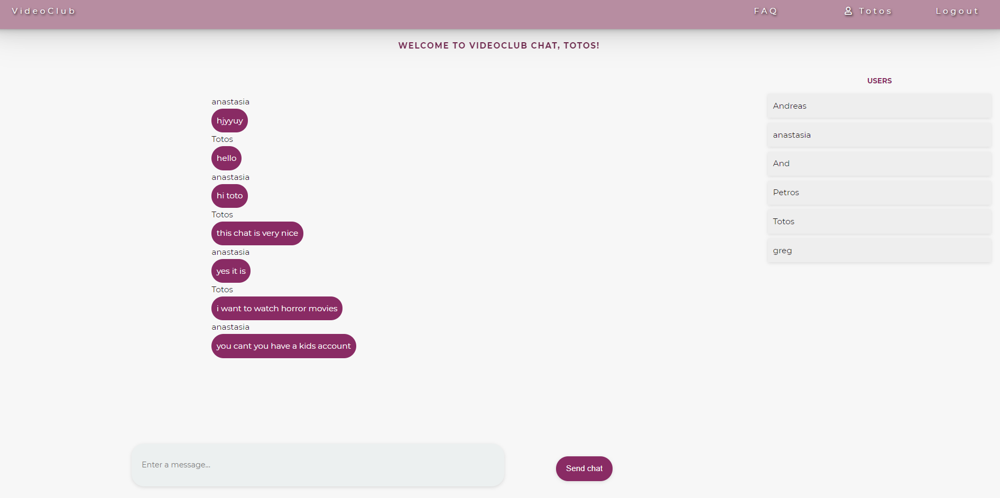 VideoClub
FAQ
Totos
Logout
WELCOME TO VIDEOCLUB CHAT, TOTOS!
anastasia
hjyyuy
Totos
hello
anastasia
hi toto
Totos
this chat is very nice
anastasia
yes it is
Totos
i want to watch horror movies
anastasia
you cant you have a kids account
USERS
Andreas
anastasia
And
Petros
Totos
greg
Enter a message...
Send chat